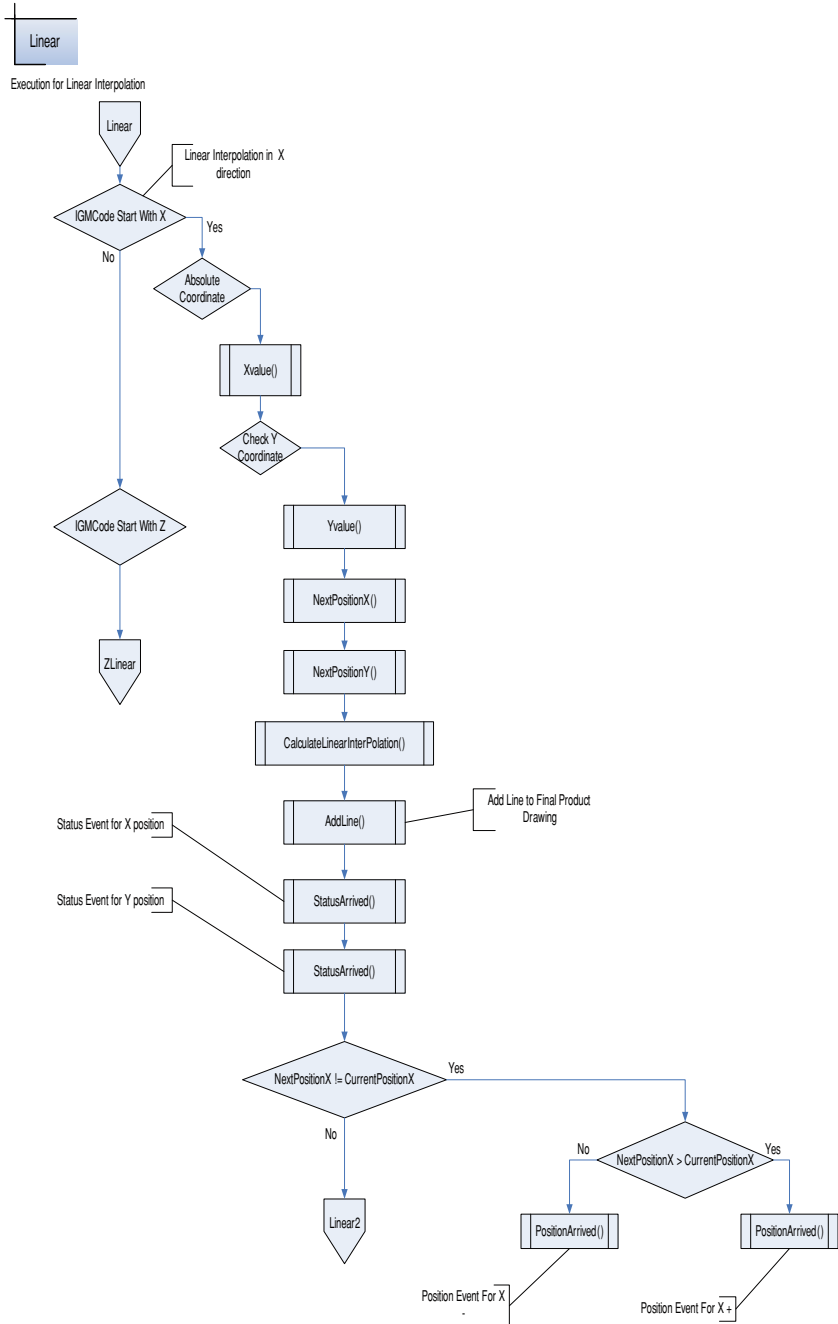 Linear
Execution for Linear Interpolation
Linear
Linear Interpolation in X
direction
IGMCode Start With X
Yes
No
Absolute
Coordinate
Xvalue()
Check Y
Coordinate
IGMCode Start With Z
Yvalue()
NextPositionX()
ZLinear
NextPositionY()
CalculateLinearInterPolation()
Add Line to Final Product
Drawing
AddLine()
Status Event for X position
StatusArrived()
Status Event for Y position
StatusArrived()
NextPositionX != CurrentPositionX
Yes
No
No
Yes
NextPositionX > CurrentPositionX
Linear2
PositionArrived()
PositionArrived()
Position Event For X
-
Position Event For X +